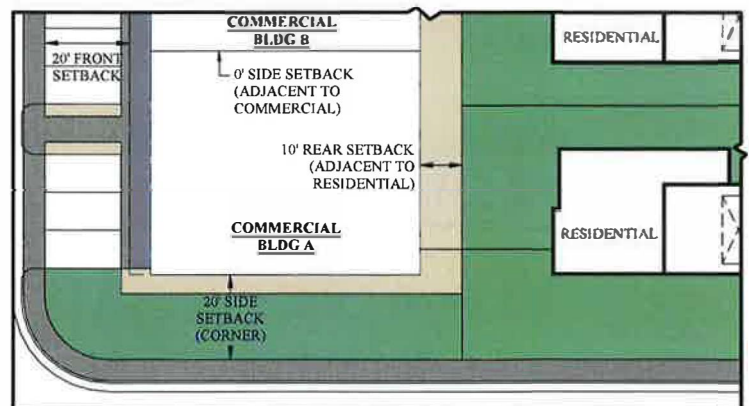 COMMERCIAL
BLDG B
RESIDENTIAL
20' FRONT
SETBACK
0' SIDE SETBACK
(ADJACENT TO
COMMERCIAL)
10' REAR SETBACK
(ADJACENT TO
RESIDENTIAL)
COMMERCIAL
BLDG A
RESIDENTIAL
20' SIDE
SETBACK
(CORNER)